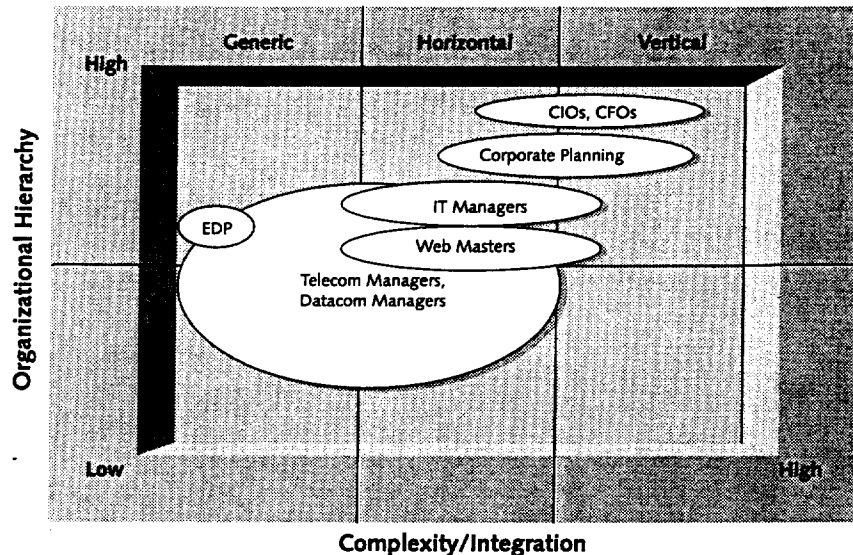 Generic Horizontal Vertical
High
CIOs, CFOs
Corporate Planning
IT Managers
EDP
Web Masters
Telecom Managers,
Datacom Managers
Organizational Hierarchy
Low
High
Complexity/Integration